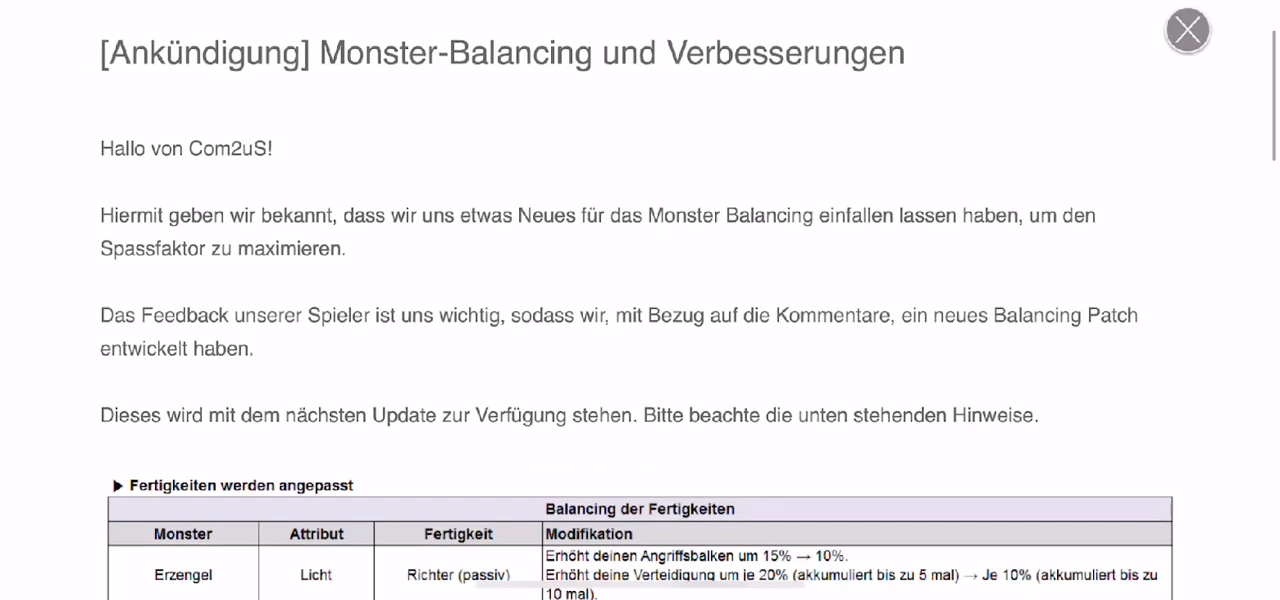 [Ankündigung] Monster-Balancing und Verbesserungen
Hallo von Com2uS!
Hiermit geben wir bekannt, dass wir uns etwas Neues für das Monster Balancing einfallen lassen haben, um den
Spassfaktor zu maximieren.
Das Feedback unserer Spieler ist uns wichtig, sodass wir, mit Bezug auf die Kommentare, ein neues Balancing Patch
entwickelt haben.
Dieses wird mit dem nächsten Update zur Verfügung stehen. Bitte beachte die unten stehenden Hinweise.
▶ Fertigkeiten werden angepasst
Balancing der Fertigkeiten
Monster Attribut Fertigkeit Modifikation
Erhöht deinen Angriffsbalken um 15% → 10%.
Erzengel Licht Richter (passiv) Erhöht deine Verteidigung um je 20% (akkumuliert bis zu 5 mal) → Je 10% (akkumuliert bis zu
10 mal).